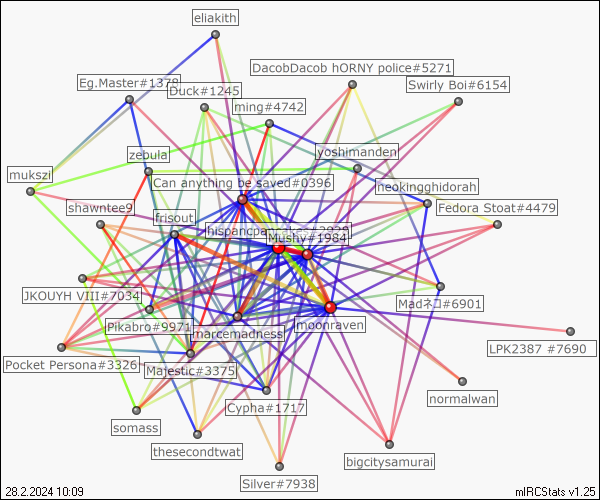 eliakith
DacobDacob hORNY police#5271
Eg.Master#1378
Swirly Boi#6154
Duck#1245
ming#4742
yoshimanden
zebula
mukszi
Can anything be saved#0396
neokingghidorah
shawntee9
Fedora Stoat#4479
frisout
Mushy#1984
JKOUYH VIII#7034
Madネコ#6901
Pikabro#9971
moonraven
marcemadness
LPK2387 #7690
Pocket Persona#3326
Majestic#3375
normalwan
Cypha#1717
somass
thesecondtwat
bigcitysamurai
Silver#7938
28.2.2024 10:09
mIRCStats v1.25